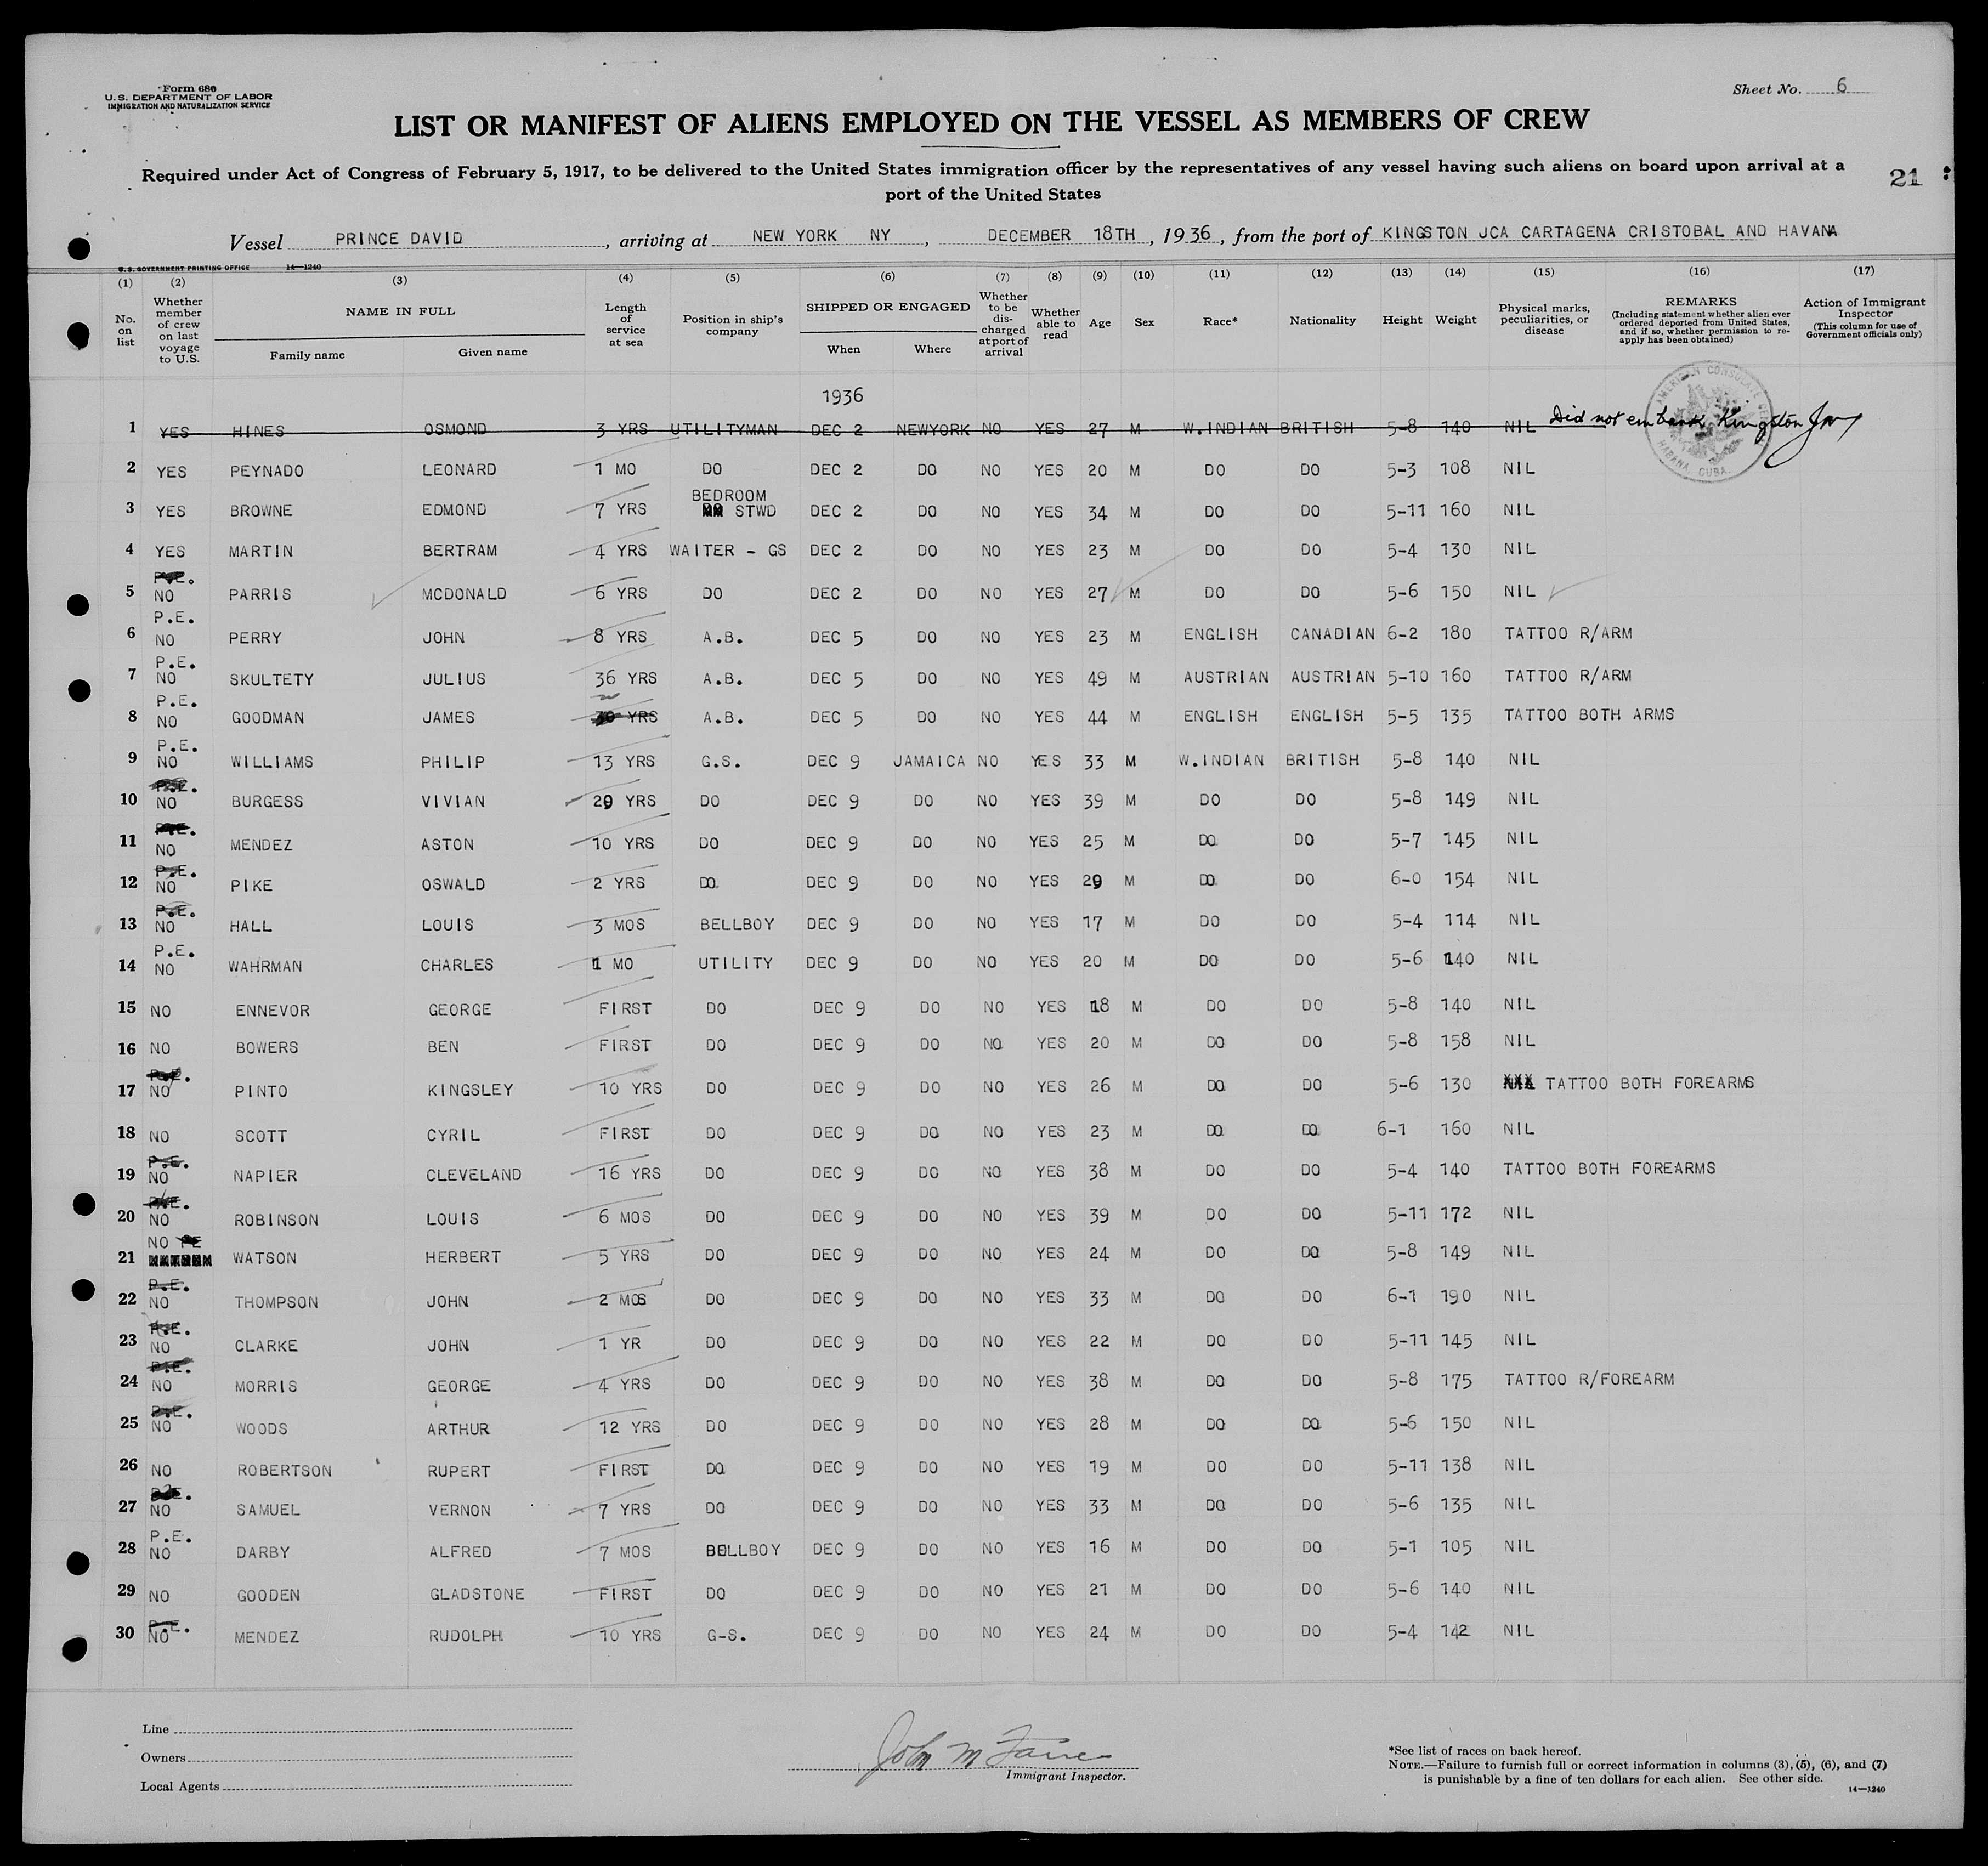 Form 680
U. S. DEPARTMENT OF LABOR
IMMIGRATION AND NATURALIZATION SERVICE
Sheet No. 6
LIST OR MANIFEST OF ALIENS EMPLOYED ON THE VESSEL AS MEMBERS OF CREW
Required under Act of Congress of February 5, 1917, to be delivered to the United States immigration officer by the representatives of any vessel having such aliens on board upon arrival at a
port of the United States
21
Vessel PRINCE DAVID, arriving at NEW YORK NY, DECEMBER 18TH, 1936, from the port of KINGSTON JCA CARTAGENA CRISTOBAL AND HAVANA
U. S. GOVERNMENT PRINTING OFFICE 14—1240
(1) (2) (3) (4) (5) (6) (7) (8) (9) (10) (11) (12) (13) (14) (15) (16) (17)
No. on list
Whether member of crew on last voyage to U.S.
NAME IN FULL
Family name
Given name
Length of service at sea
Position in ship's company
SHIPPED OR ENGAGED
When
Where
Whether to be discharged at port of arrival
Whether able to read
Age
Sex
Race*
Nationality
Height
Weight
Physical marks, peculiarities, or disease
REMARKS
(Including statement whether alien ever ordered deported from United States, and if so, whether permission to reapply has been obtained)
Action of Immigrant Inspector
(This column for use of Government officials only)
1936
AMERICAN CONSULATE
HABANA, CUBA.
1 YES HINES OSMOND 3 YRS UTILITYMAN DEC 2 NEWYORK NO YES 27 M W.INDIAN BRITISH 5-8 140 NIL Did not embark Kingston
2 YES PEYNADO LEONARD 1 MO DO DEC 2 DO NO YES 20 M DO DO 5-3 108 NIL
3 YES BROWNE EDMOND 7 YRS BEDROOM STWD DEC 2 DO NO YES 34 M DO DO 5-11 160 NIL
4 YES MARTIN BERTRAM 4 YRS WAITER - GS DEC 2 DO NO YES 23 M DO DO 5-4 130 NIL
5 P.E. NO PARRIS MCDONALD 6 YRS DO DEC 2 DO NO YES 27 M DO DO 5-6 150 NIL
6 P.E. NO PERRY JOHN 8 YRS A.B. DEC 5 DO NO YES 23 M ENGLISH CANADIAN 6-2 180 TATTOO R/ARM
7 P.E. NO SKULTETY JULIUS 36 YRS A.B. DEC 5 DO NO YES 49 M AUSTRIAN AUSTRIAN 5-10 160 TATTOO R/ARM
8 P.E. NO GOODMAN JAMES 30 YRS A.B. DEC 5 DO NO YES 44 M ENGLISH ENGLISH 5-5 135 TATTOO BOTH ARMS
9 P.E. NO WILLIAMS PHILIP 13 YRS G.S. DEC 9 JAMAICA NO YES 33 M W.INDIAN BRITISH 5-8 140 NIL
10 P.E. NO BURGESS VIVIAN 29 YRS DO DEC 9 DO NO YES 39 M DO DO 5-8 149 NIL
11 P.E. NO MENDEZ ASTON 10 YRS DO DEC 9 DO NO YES 25 M DO DO 5-7 145 NIL
12 P.E. NO PIKE OSWALD 2 YRS DO DEC 9 DO NO YES 29 M DO DO 6-0 154 NIL
13 P.E. NO HALL LOUIS 3 MOS BELLBOY DEC 9 DO NO YES 17 M DO DO 5-4 114 NIL
14 P.E. NO WAHRMAN CHARLES 1 MO UTILITY DEC 9 DO NO YES 20 M DO DO 5-6 140 NIL
15 NO ENNEVOR GEORGE FIRST DO DEC 9 DO NO YES 18 M DO DO 5-8 140 NIL
16 NO BOWERS BEN FIRST DO DEC 9 DO NO YES 20 M DO DO 5-8 158 NIL
17 P.E. NO PINTO KINGSLEY 10 YRS DO DEC 9 DO NO YES 26 M DO DO 5-6 130 TATTOO BOTH FOREARMS
18 NO SCOTT CYRIL FIRST DO DEC 9 DO NO YES 23 M DO DO 6-1 160 NIL
19 P.E. NO NAPIER CLEVELAND 16 YRS DO DEC 9 DO NO YES 38 M DO DO 5-4 140 TATTOO BOTH FOREARMS
20 P.E. NO ROBINSON LOUIS 6 MOS DO DEC 9 DO NO YES 39 M DO DO 5-11 172 NIL
21 NO PE WATSON HERBERT 5 YRS DO DEC 9 DO NO YES 24 M DO DO 5-8 149 NIL
22 P.E. NO THOMPSON JOHN 2 MOS DO DEC 9 DO NO YES 33 M DO DO 6-1 190 NIL
23 P.E. NO CLARKE JOHN 1 YR DO DEC 9 DO NO YES 22 M DO DO 5-11 145 NIL
24 P.E. NO MORRIS GEORGE 4 YRS DO DEC 9 DO NO YES 38 M DO DO 5-8 175 TATTOO R/FOREARM
25 P.E. NO WOODS ARTHUR 12 YRS DO DEC 9 DO NO YES 28 M DO DO 5-6 150 NIL
26 NO ROBERTSON RUPERT FIRST DO DEC 9 DO NO YES 19 M DO DO 5-11 138 NIL
27 P.E. NO SAMUEL VERNON 7 YRS DO DEC 9 DO NO YES 33 M DO DO 5-6 135 NIL
28 P.E. NO DARBY ALFRED 7 MOS BELLBOY DEC 9 DO NO YES 16 M DO DO 5-1 105 NIL
29 NO GOODEN GLADSTONE FIRST DO DEC 9 DO NO YES 21 M DO DO 5-6 140 NIL
30 P.E. NO MENDEZ RUDOLPH 10 YRS G-S. DEC 9 DO NO YES 24 M DO DO 5-4 142 NIL
Line
Owners
Local Agents
John M
Immigrant Inspector.
*See list of races on back hereof.
NOTE.—Failure to furnish full or correct information in columns (3), (5), (6), and (7)
is punishable by a fine of ten dollars for each alien. See other side.
14—1240